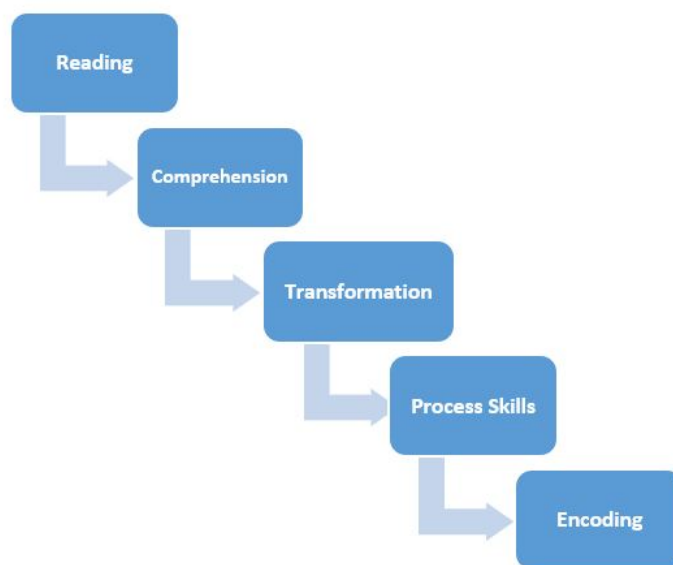 Reading
Comprehension
Transformation
Process Skills
Encoding